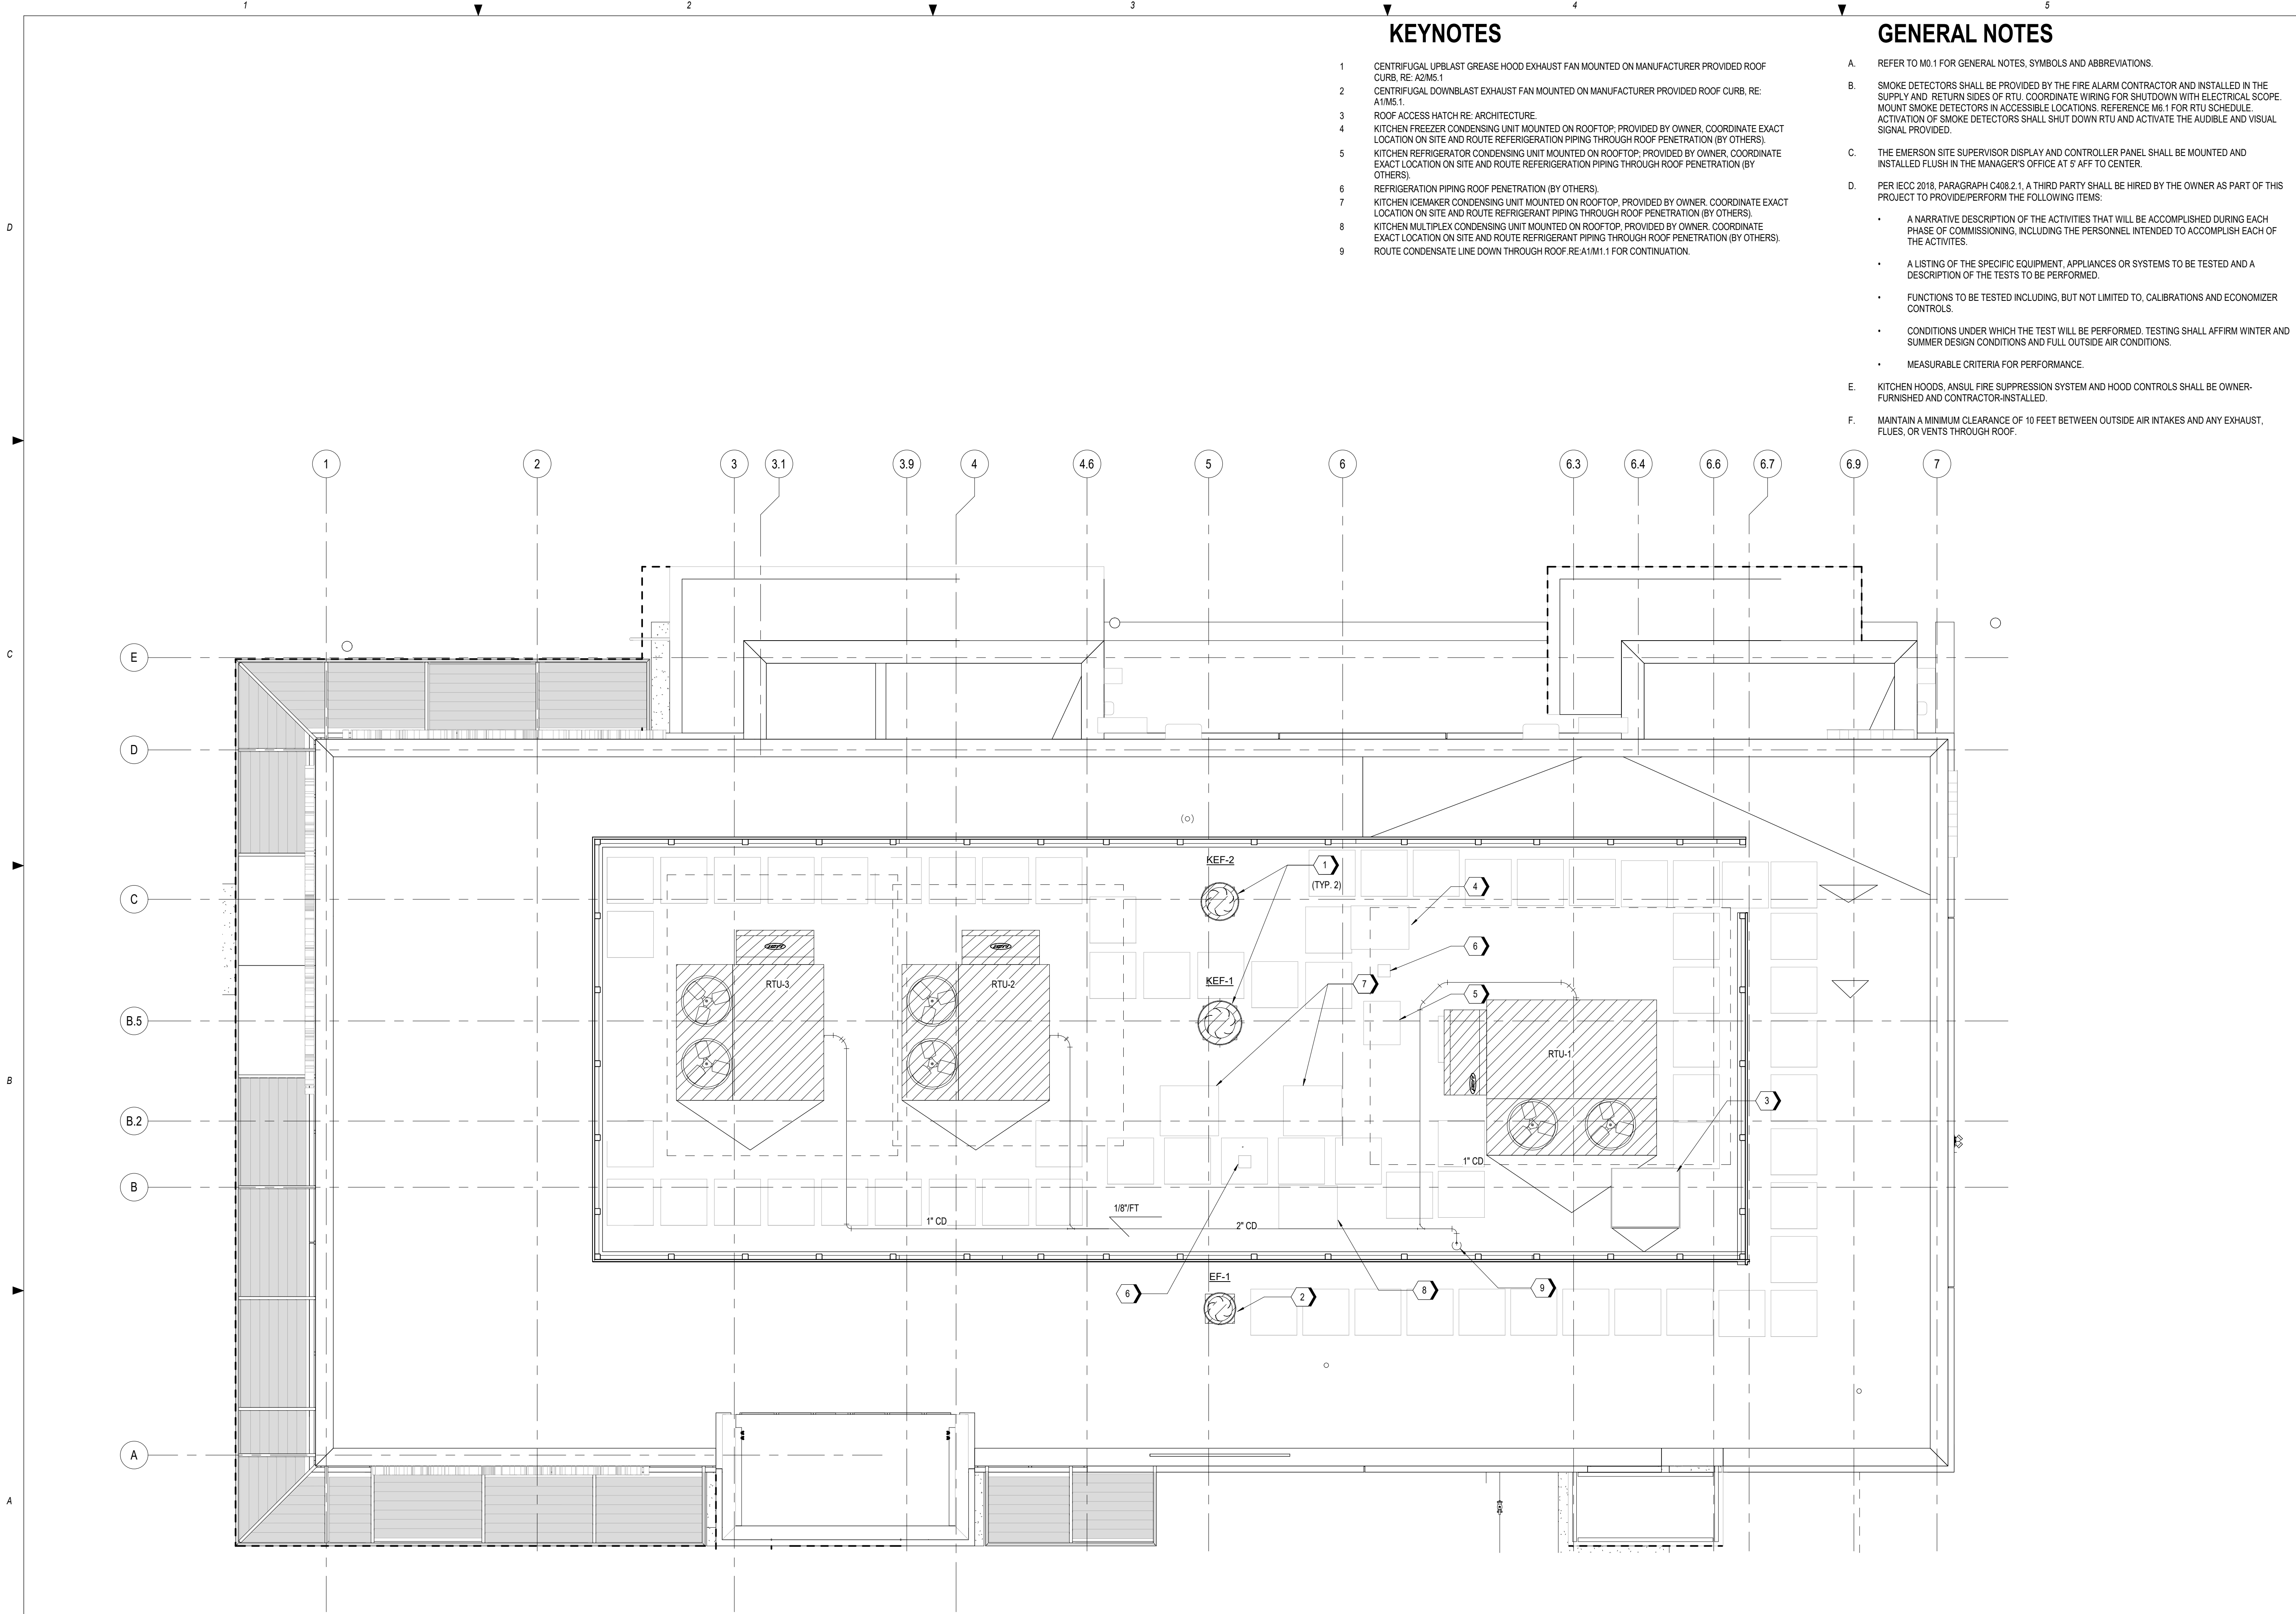 1 2 3 4 5
KEYNOTES
1 CENTRIFUGAL UPBLAST GREASE HOOD EXHAUST FAN MOUNTED ON MANUFACTURER PROVIDED ROOF
CURB, RE: A2/M5.1
2 CENTRIFUGAL DOWNBLAST EXHAUST FAN MOUNTED ON MANUFACTURER PROVIDED ROOF CURB, RE:
A1/M5.1.
3 ROOF ACCESS HATCH RE: ARCHITECTURE.
4 KITCHEN FREEZER CONDENSING UNIT MOUNTED ON ROOFTOP; PROVIDED BY OWNER, COORDINATE EXACT
LOCATION ON SITE AND ROUTE REFERIGERATION PIPING THROUGH ROOF PENETRATION (BY OTHERS).
5 KITCHEN REFRIGERATOR CONDENSING UNIT MOUNTED ON ROOFTOP; PROVIDED BY OWNER, COORDINATE
EXACT LOCATION ON SITE AND ROUTE REFERIGERATION PIPING THROUGH ROOF PENETRATION (BY
OTHERS).
6 REFRIGERATION PIPING ROOF PENETRATION (BY OTHERS).
7 KITCHEN ICEMAKER CONDENSING UNIT MOUNTED ON ROOFTOP, PROVIDED BY OWNER. COORDINATE EXACT
LOCATION ON SITE AND ROUTE REFRIGERANT PIPING THROUGH ROOF PENETRATION (BY OTHERS).
8 KITCHEN MULTIPLEX CONDENSING UNIT MOUNTED ON ROOFTOP, PROVIDED BY OWNER. COORDINATE
EXACT LOCATION ON SITE AND ROUTE REFRIGERANT PIPING THROUGH ROOF PENETRATION (BY OTHERS).
9 ROUTE CONDENSATE LINE DOWN THROUGH ROOF.RE:A1/M1.1 FOR CONTINUATION.
GENERAL NOTES
A. REFER TO M0.1 FOR GENERAL NOTES, SYMBOLS AND ABBREVIATIONS.
B. SMOKE DETECTORS SHALL BE PROVIDED BY THE FIRE ALARM CONTRACTOR AND INSTALLED IN THE
SUPPLY AND RETURN SIDES OF RTU. COORDINATE WIRING FOR SHUTDOWN WITH ELECTRICAL SCOPE.
MOUNT SMOKE DETECTORS IN ACCESSIBLE LOCATIONS. REFERENCE M6.1 FOR RTU SCHEDULE.
ACTIVATION OF SMOKE DETECTORS SHALL SHUT DOWN RTU AND ACTIVATE THE AUDIBLE AND VISUAL
SIGNAL PROVIDED.
C. THE EMERSON SITE SUPERVISOR DISPLAY AND CONTROLLER PANEL SHALL BE MOUNTED AND
INSTALLED FLUSH IN THE MANAGER'S OFFICE AT 5' AFF TO CENTER.
D. PER IECC 2018, PARAGRAPH C408.2.1, A THIRD PARTY SHALL BE HIRED BY THE OWNER AS PART OF THIS
PROJECT TO PROVIDE/PERFORM THE FOLLOWING ITEMS:
• A NARRATIVE DESCRIPTION OF THE ACTIVITIES THAT WILL BE ACCOMPLISHED DURING EACH
PHASE OF COMMISSIONING, INCLUDING THE PERSONNEL INTENDED TO ACCOMPLISH EACH OF
THE ACTIVITES.
• A LISTING OF THE SPECIFIC EQUIPMENT, APPLIANCES OR SYSTEMS TO BE TESTED AND A
DESCRIPTION OF THE TESTS TO BE PERFORMED.
• FUNCTIONS TO BE TESTED INCLUDING, BUT NOT LIMITED TO, CALIBRATIONS AND ECONOMIZER
CONTROLS.
• CONDITIONS UNDER WHICH THE TEST WILL BE PERFORMED. TESTING SHALL AFFIRM WINTER AND
SUMMER DESIGN CONDITIONS AND FULL OUTSIDE AIR CONDITIONS.
• MEASURABLE CRITERIA FOR PERFORMANCE.
E. KITCHEN HOODS, ANSUL FIRE SUPPRESSION SYSTEM AND HOOD CONTROLS SHALL BE OWNER-
FURNISHED AND CONTRACTOR-INSTALLED.
F. MAINTAIN A MINIMUM CLEARANCE OF 10 FEET BETWEEN OUTSIDE AIR INTAKES AND ANY EXHAUST,
FLUES, OR VENTS THROUGH ROOF.
D
1 2 3 3.1 3.9 4 4.6 5 6 6.3 6.4 6.6 6.7 6.9 7
C
E
D
KEF-2
1
(TYP. 2)
4
C
6
RTU-3
RTU-2
KEF-1
7
5
B.5
RTU-1
B
3
B.2
1" CD
B
1/8"/FT
1" CD
2" CD
EF-1
6
2
8
9
A
A